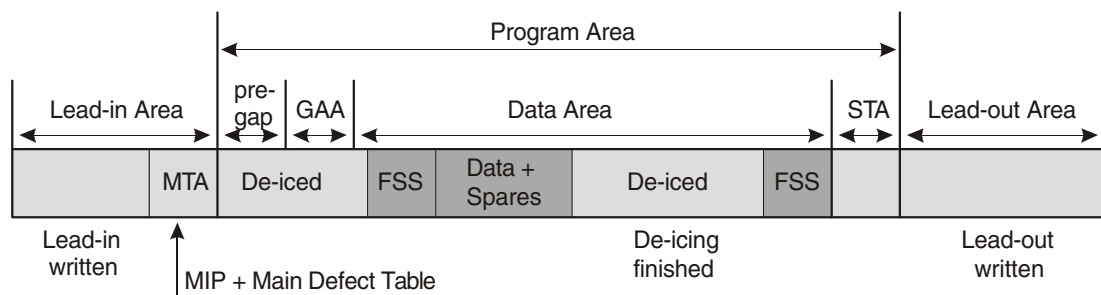 Program Area
pre-
gap
GAA
Lead-in Area
Data Area
STA
Lead-out Area
MTA
De-iced
FSS
Data +
Spares
De-iced
FSS
Lead-in
written
De-icing
finished
Lead-out
written
MIP + Main Defect Table